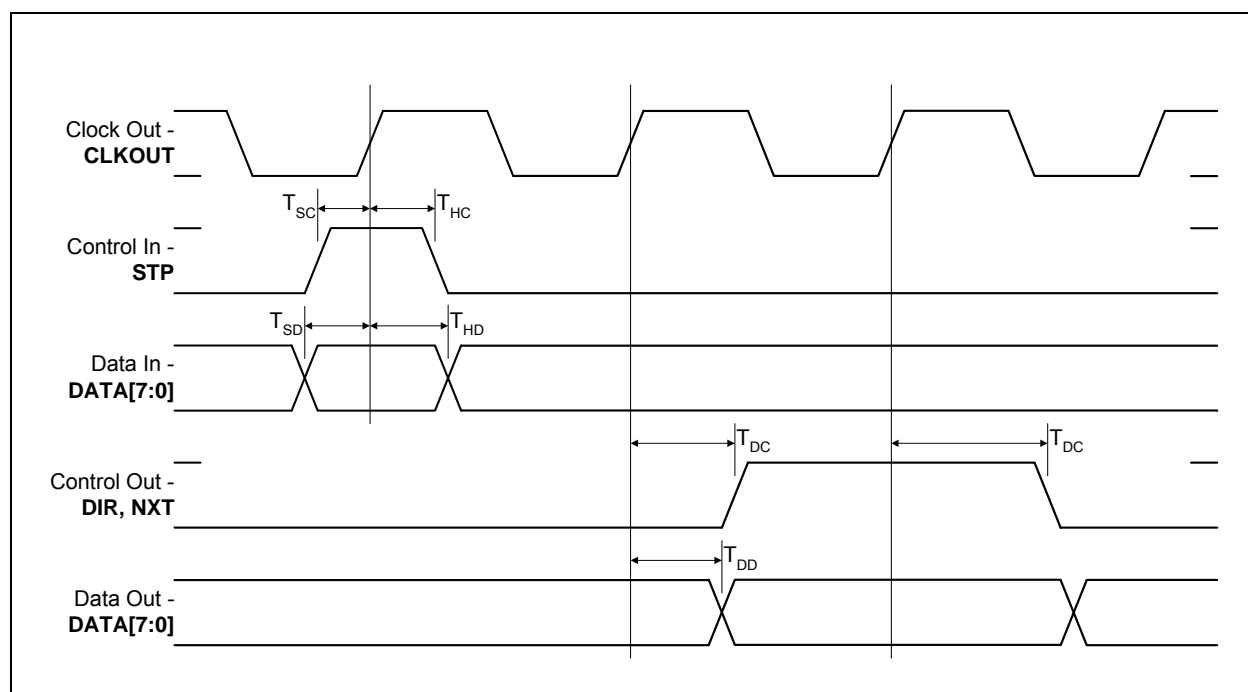 Clock Out -
CLKOUT
T_SC T_HC
Control In -
STP
T_SD T_HD
Data In -
DATA[7:0]
T_DC T_DC
Control Out -
DIR, NXT
T_DD
Data Out -
DATA[7:0]